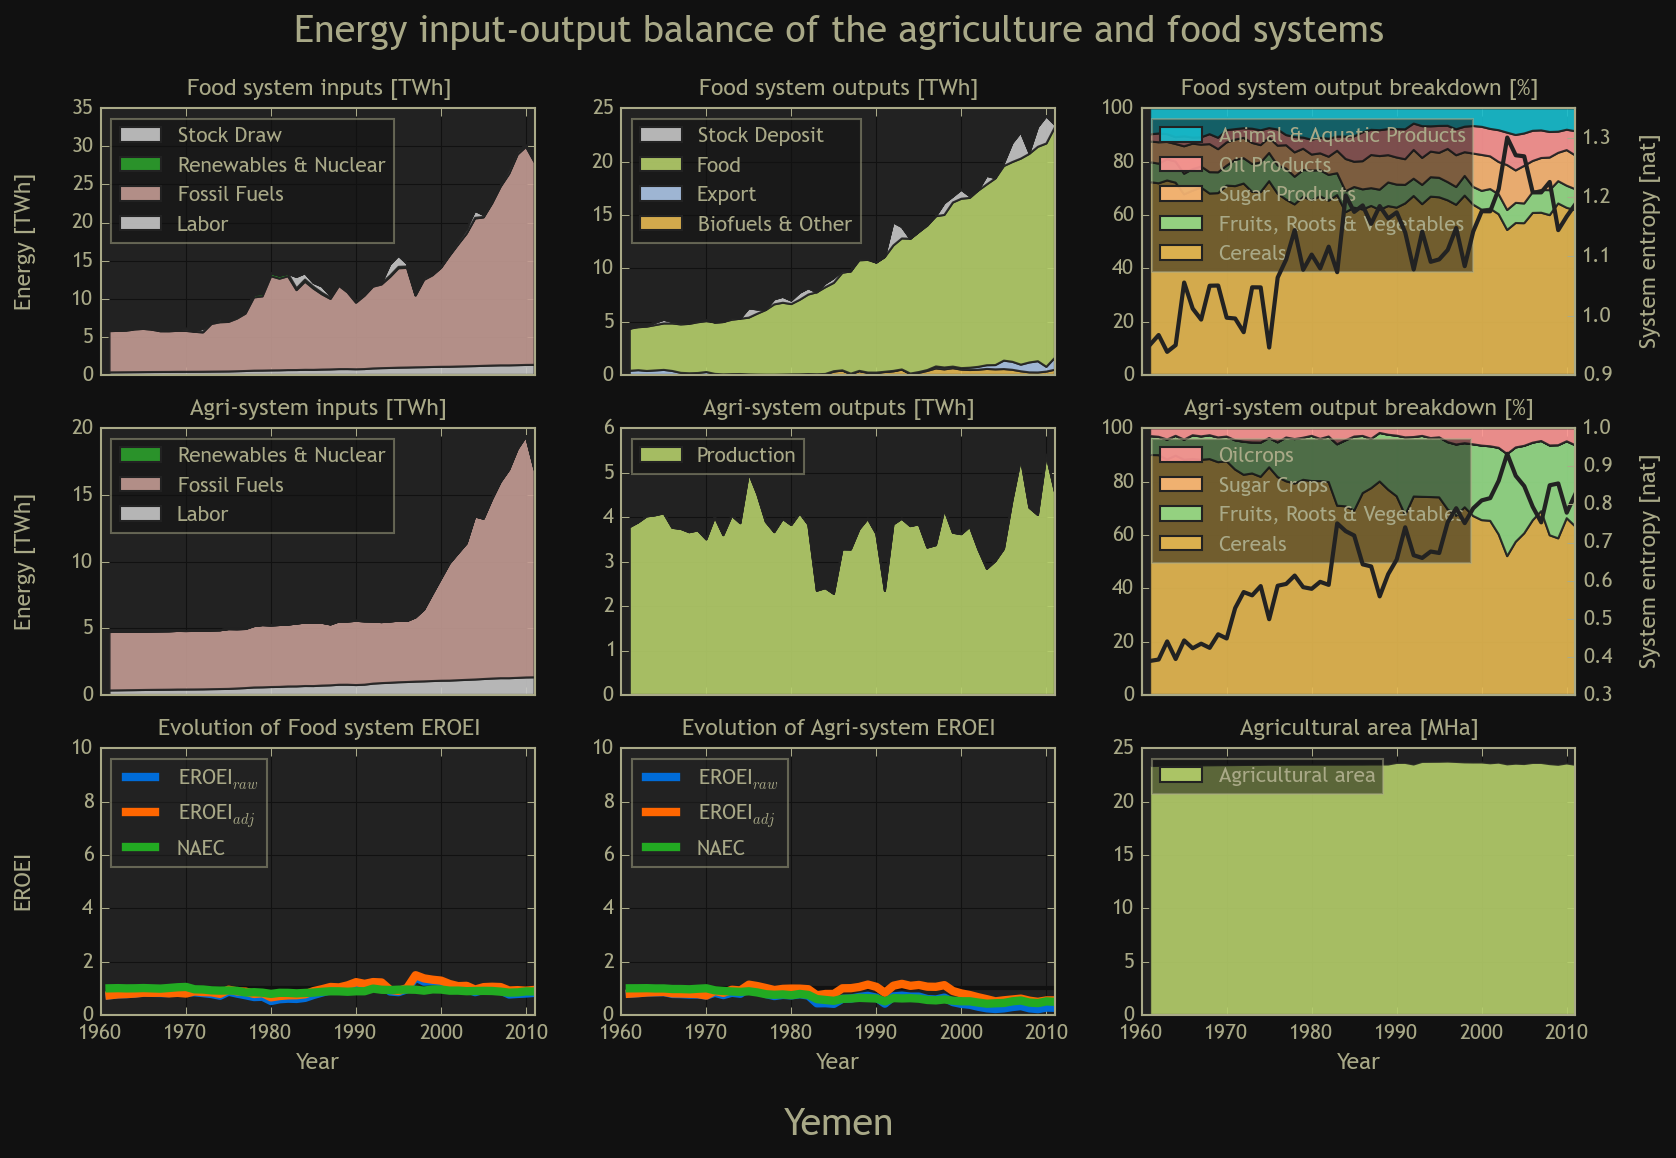 Energy input-output balance of the agriculture and food systems
Food system inputs [TWh]
Energy [TWh]
35
30
25
20
15
10
5
0
Stock Draw
Renewables & Nuclear
Fossil Fuels
Labor
Food system outputs [TWh]
25
20
15
10
5
0
Stock Deposit
Food
Export
Biofuels & Other
Food system output breakdown [%]
100
80
60
40
20
0
Animal & Aquatic Products
Oil Products
Sugar Products
Fruits, Roots & Vegetables
Cereals
1.3
1.2
1.1
1.0
0.9
System entropy [nat]
Agri-system inputs [TWh]
Energy [TWh]
20
15
10
5
0
Renewables & Nuclear
Fossil Fuels
Labor
Agri-system outputs [TWh]
6
5
4
3
2
1
0
Production
Agri-system output breakdown [%]
100
80
60
40
20
0
Oilcrops
Sugar Crops
Fruits, Roots & Vegetables
Cereals
1.0
0.9
0.8
0.7
0.6
0.5
0.4
0.3
System entropy [nat]
Evolution of Food system EROEI
EROEI
10
8
6
4
2
0
EROEI raw
EROEI adj
NAEC
1960 1970 1980 1990 2000 2010
Year
Evolution of Agri-system EROEI
10
8
6
4
2
0
EROEI raw
EROEI adj
NAEC
1960 1970 1980 1990 2000 2010
Year
Agricultural area [MHa]
25
20
15
10
5
0
Agricultural area
1960 1970 1980 1990 2000 2010
Year
Yemen